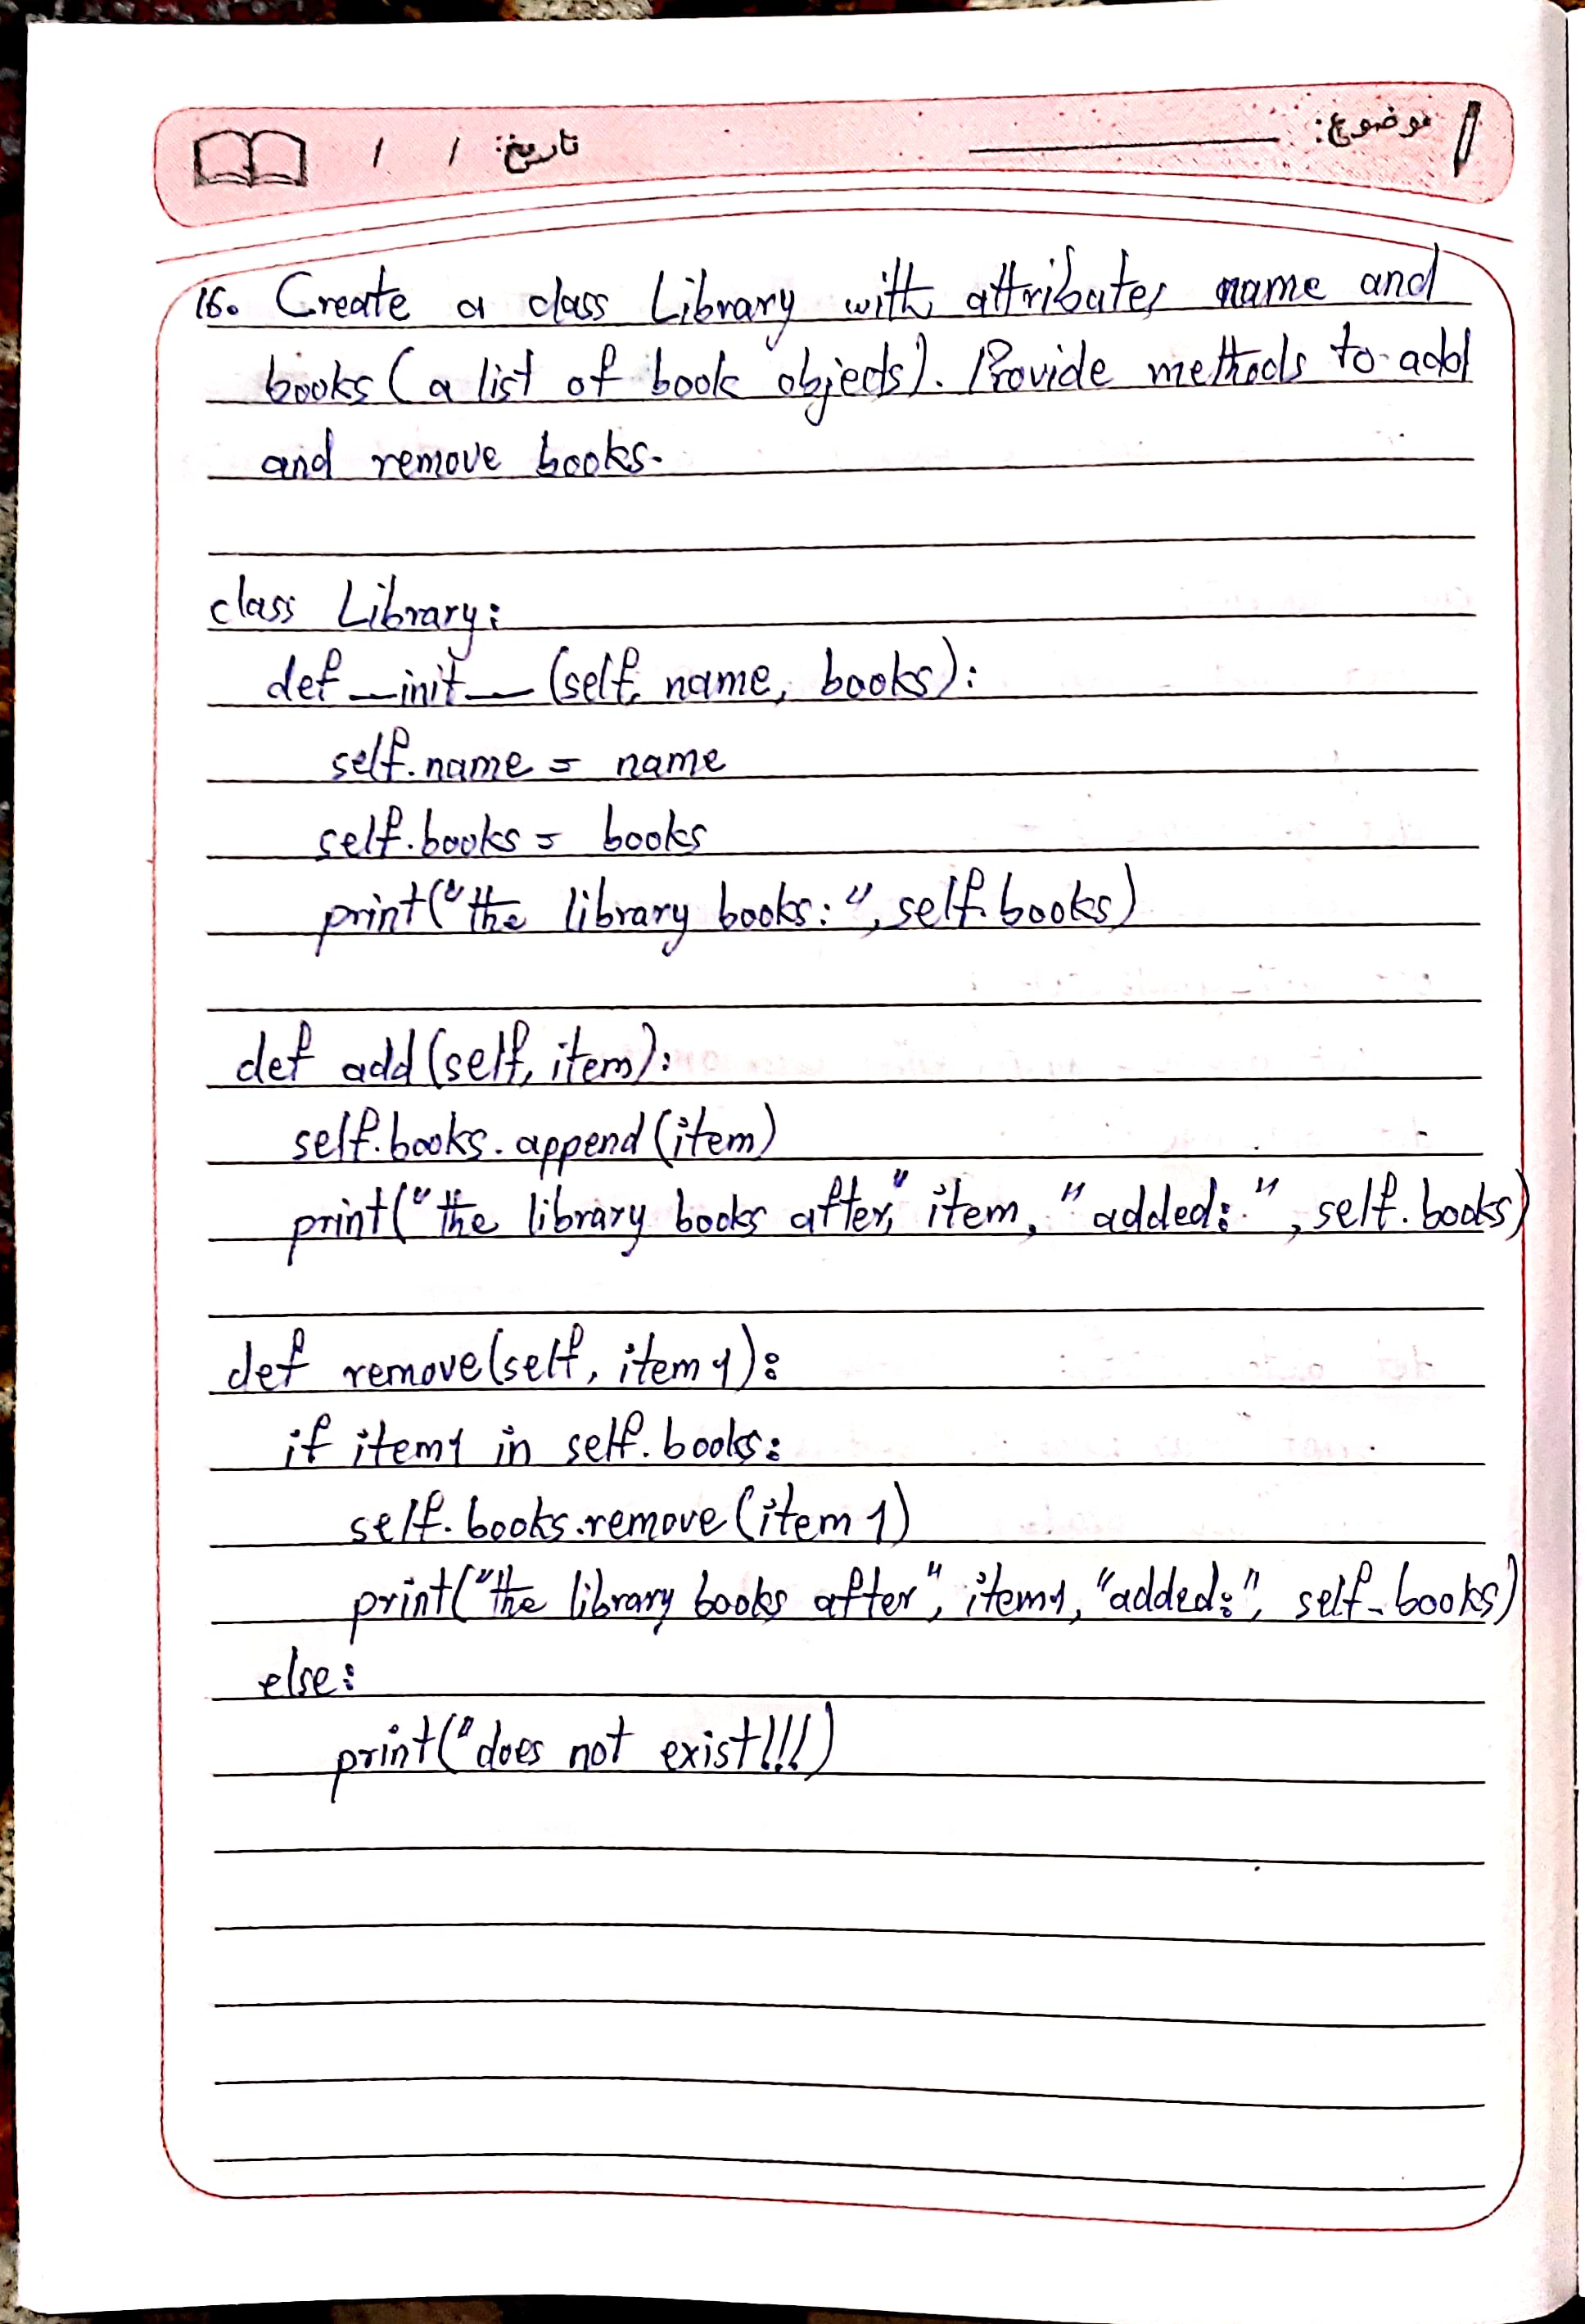 موضوع:
تاریخ: / /
16. Create a class Library with attributes name and
books (a list of book objects). Provide methods to add
and remove books.
class Library:
def __init__ (self, name, books):
self.name = name
self.books = books
print("the library books:", self.books)
def add(self, item):
self.books.append(item)
print("the library books after," item, "added:", self.books)
def remove(self, item1):
if item1 in self.books:
self.books.remove(item1)
print("the library books after", item1, "added:", self.books)
else:
print("does not exist!!!)